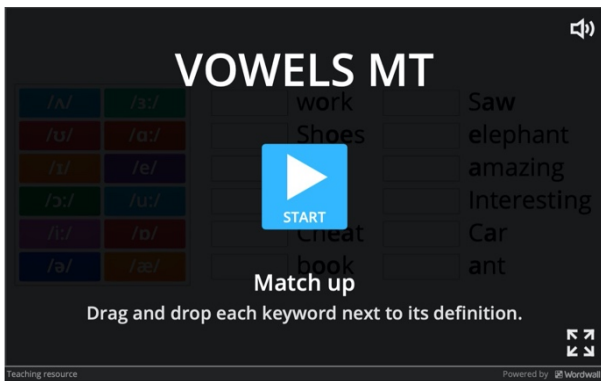 VOWELS MT
/ʌ/ /ɜː/ work Saw
/ʊ/ /ɑː/ Shoes elephant
/ɪ/ /e/ amazing
/ɔː/ /uː/ Interesting
START
/iː/ /ɒ/ Cheat Car
/ə/ /æ/ book ant
Match up
Drag and drop each keyword next to its definition.
Teaching resource Powered by Wordwall